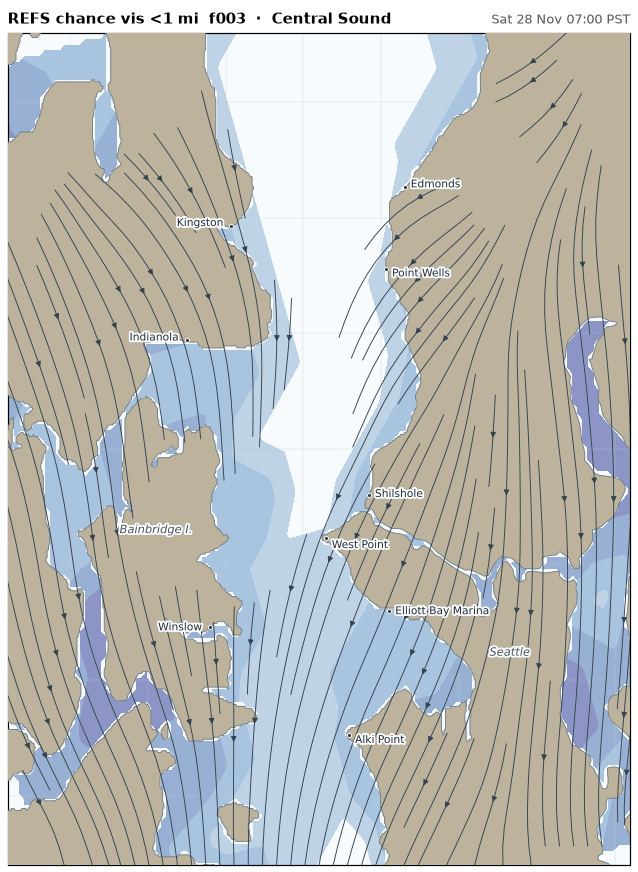 REFS chance vis <1 mi  f003  ·  Central Sound
Sat 28 Nov 07:00 PST
Edmonds
Kingston
Point Wells
Indianola
Shilshole
Bainbridge I.
West Point
Elliott Bay Marina
Winslow
Seattle
Alki Point